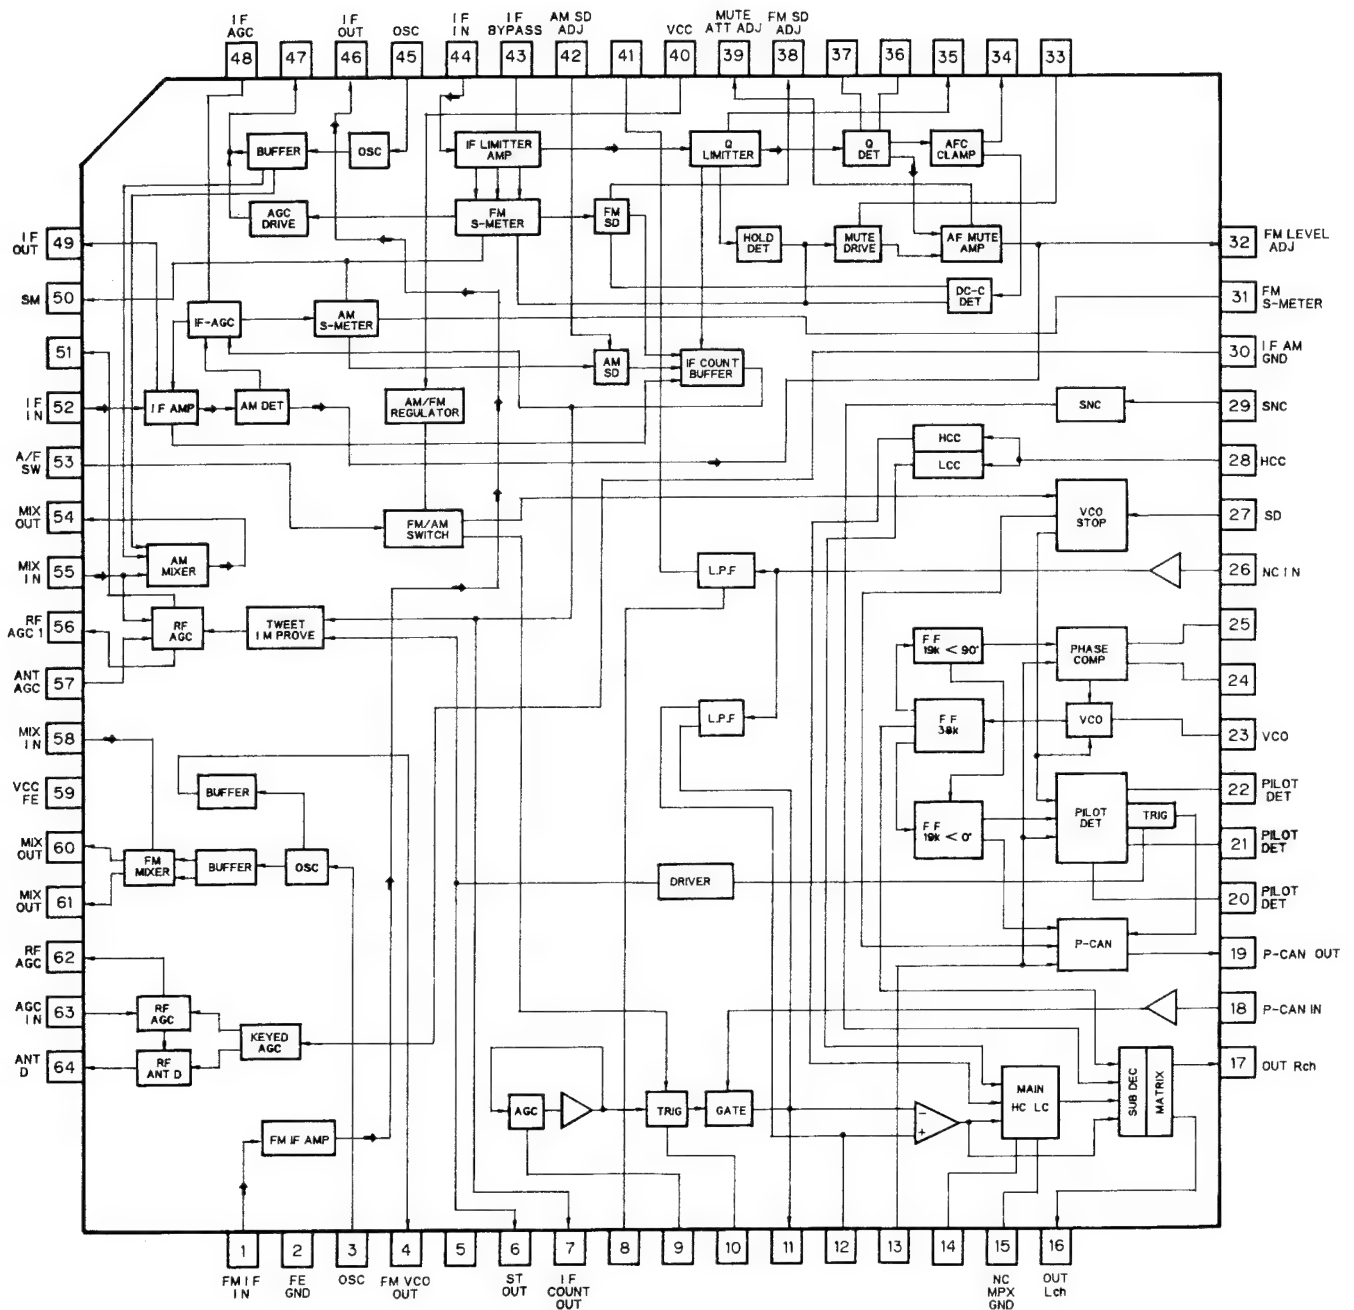 IF
AGC
IF
OUT
OSC
IF
IN
IF
BYPASS
AM SD
ADJ
VCC
MUTE
ATT ADJ
FM SD
ADJ
48
47
46
45
44
43
42
41
40
39
38
37
36
35
34
33
BUFFER
OSC
IF LIMITTER
AMP
Q
LIMITTER
Q
DET
AFC
CLAMP
AGC
DRIVE
FM
S-METER
FM
SD
HOLD
DET
MUTE
DRIVE
AF MUTE
AMP
IF
OUT
49
32
FM LEVEL
ADJ
SM
50
IF-AGC
AM
S-METER
DC-C
DET
31
FM
S-METER
51
AM
SD
IF COUNT
BUFFER
30
IF AM
GND
IF
IN
52
IF AMP
AM DET
AM/FM
REGULATOR
SNC
29
SNC
A/F
SW
53
HCC
LCC
28
HCC
MIX
OUT
54
FM/AM
SWITCH
VCO
STOP
27
SD
MIX
IN
55
AM
MIXER
L.P.F
26
NC IN
RF
AGC 1
56
RF
AGC
TWEET
IM PROVE
FF
19k < 90°
PHASE
COMP
25
ANT
AGC
57
24
MIX
IN
58
L.P.F
FF
38k
VCO
23
VCO
VCC
FE
59
BUFFER
PILOT
DET
TRIG
22
PILOT
DET
MIX
OUT
60
FM
MIXER
BUFFER
OSC
FF
19k < 0°
21
PILOT
DET
MIX
OUT
61
DRIVER
20
PILOT
DET
RF
AGC
62
P-CAN
19
P-CAN OUT
AGC
IN
63
RF
AGC
KEYED
AGC
18
P-CAN IN
ANT
D
64
RF
ANT D
17
OUT Rch
AGC
TRIG
GATE
−
+
MAIN
HC LC
SUB DEC
MATRIX
FM IF AMP
1
2
3
4
5
6
7
8
9
10
11
12
13
14
15
16
FM IF
IN
FE
GND
OSC
FM VCO
OUT
ST
OUT
IF
COUNT
OUT
NC
MPX
GND
OUT
Lch